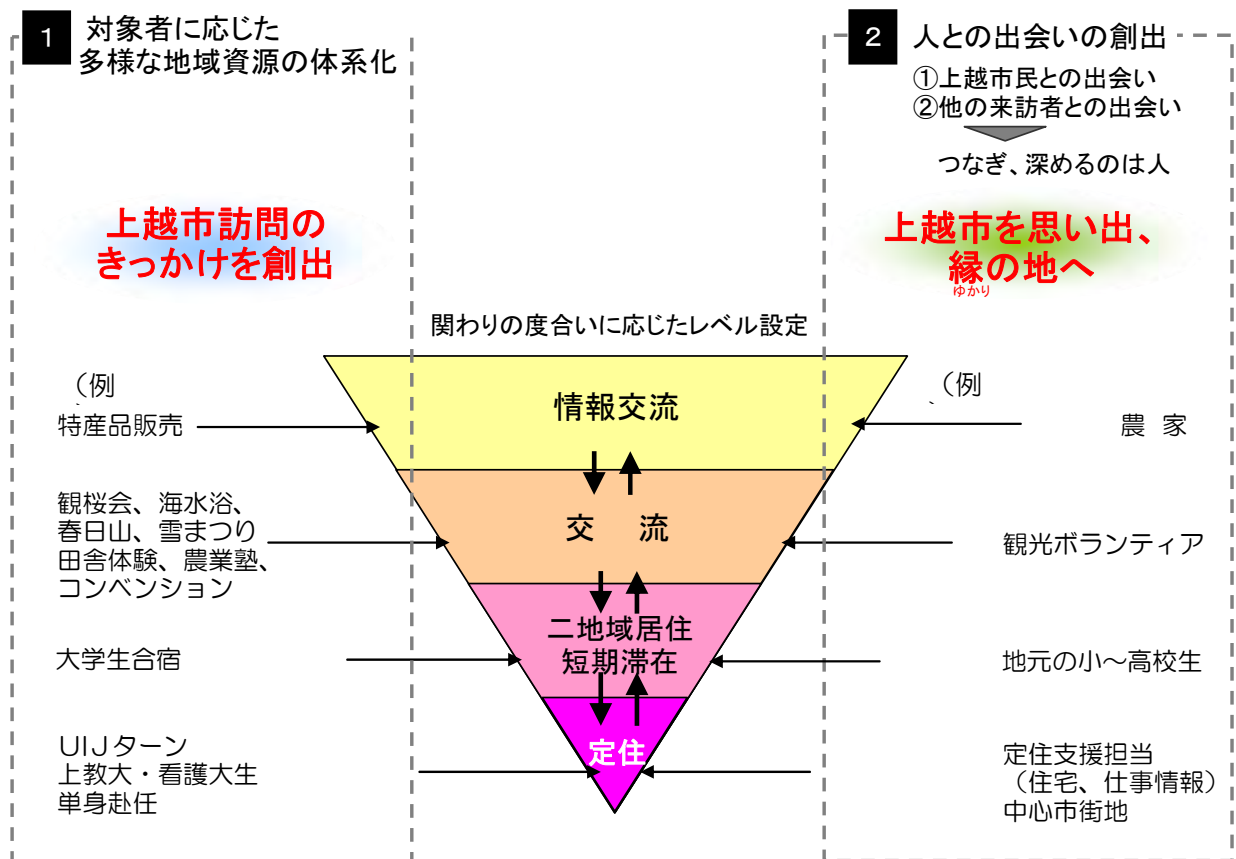 1
対象者に応じた
多様な地域資源の体系化
上越市訪問の
きっかけを創出
2
人との出会いの創出
①上越市民との出会い
②他の来訪者との出会い
つなぎ、深めるのは人
上越市を思い出、
縁の地へ
ゆかり
関わりの度合いに応じたレベル設定
（例
特産品販売
観桜会、海水浴、
春日山、雪まつり
田舎体験、農業塾、
コンベンション
大学生合宿
ＵＩＪターン
上教大・看護大生
単身赴任
情報交流
交　流
二地域居住
短期滞在
定住
（例
農 家
観光ボランティア
地元の小～高校生
定住支援担当
（住宅、仕事情報）
中心市街地